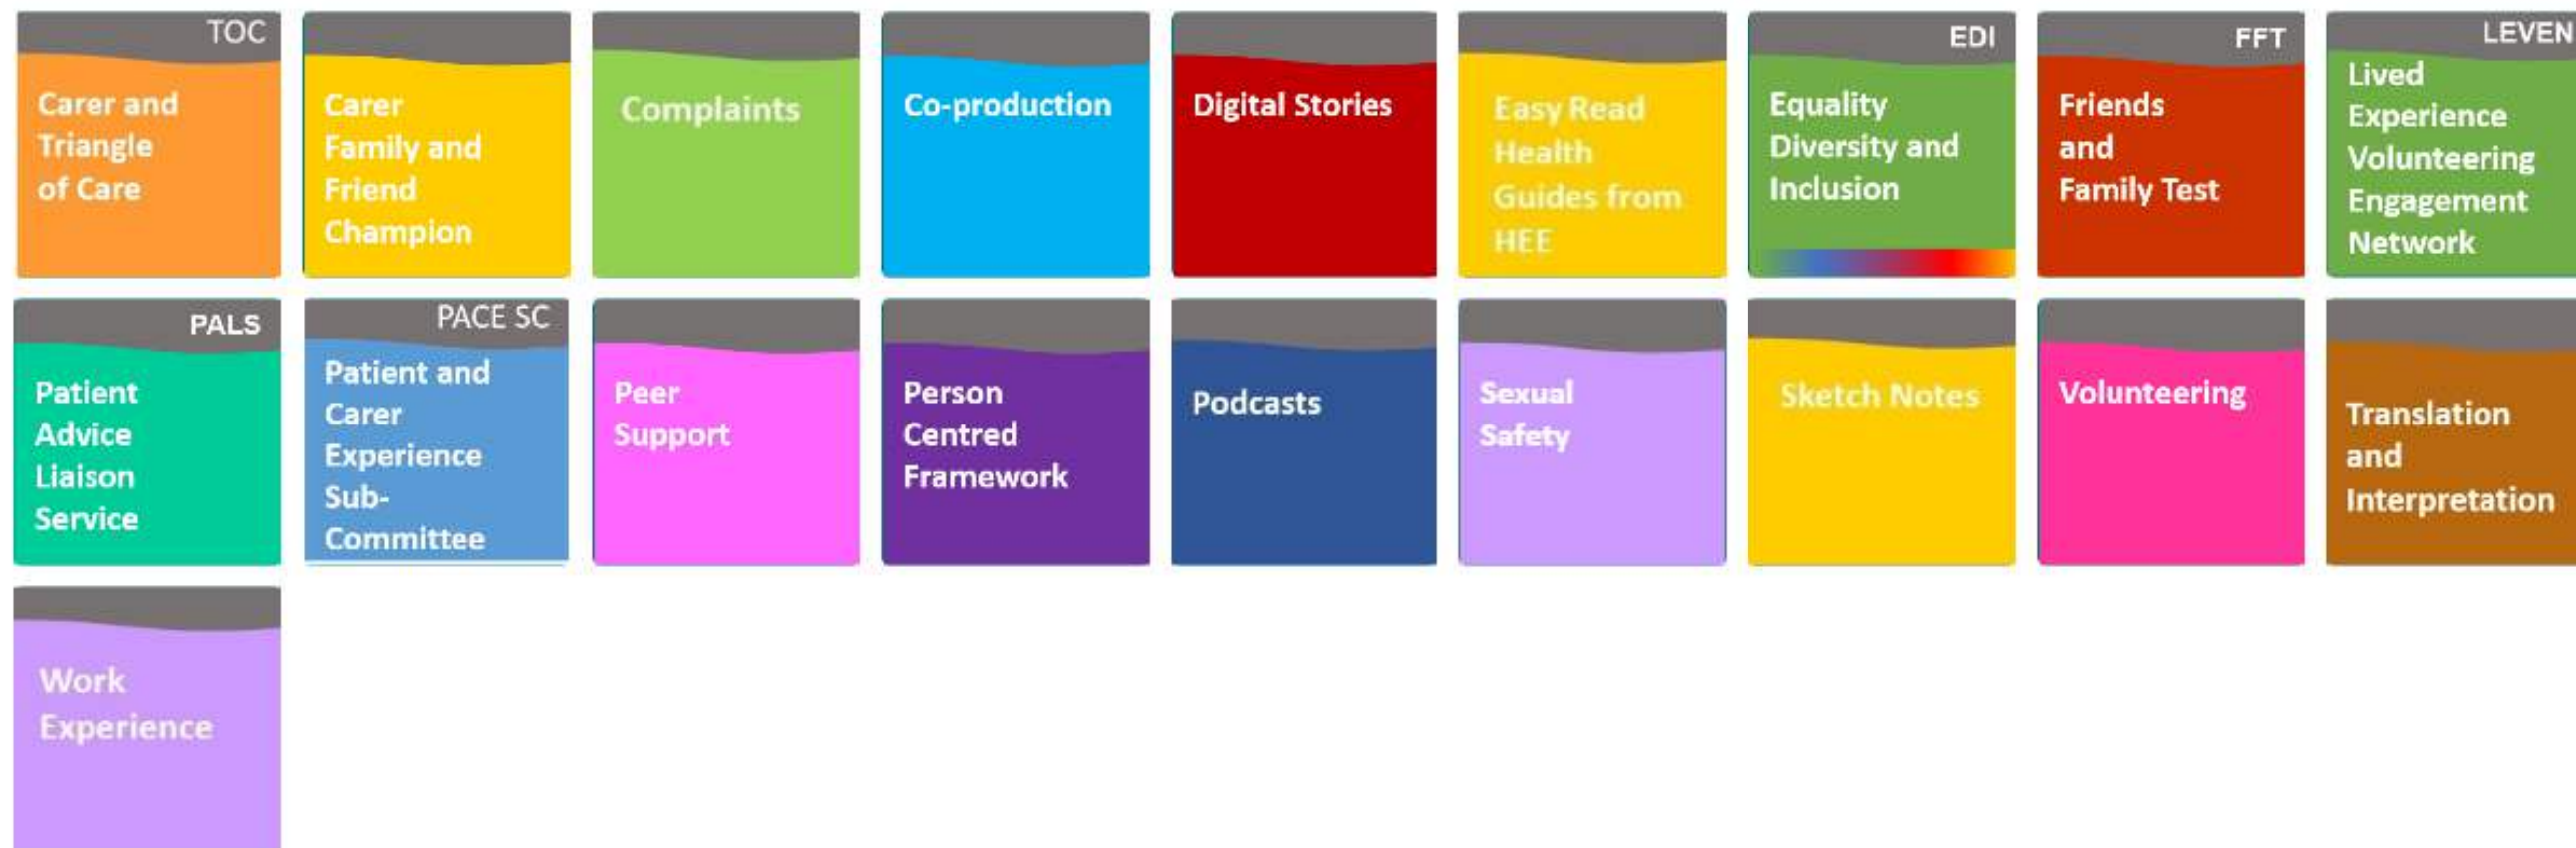 TOC
Carer and
Triangle
of Care
Carer
Family and
Friend
Champion
Complaints
Co-production
Digital Stories
Easy Read
Health
Guides from
HEE
EDI
Equality
Diversity and
Inclusion
FFT
Friends
and
Family Test
LEVEN
Lived
Experience
Volunteering
Engagement
Network
PALS
Patient
Advice
Liaison
Service
PACE SC
Patient and
Carer
Experience
Sub-
Committee
Peer
Support
Person
Centred
Framework
Podcasts
Sexual
Safety
Sketch Notes
Volunteering
Translation
and
Interpretation
Work
Experience